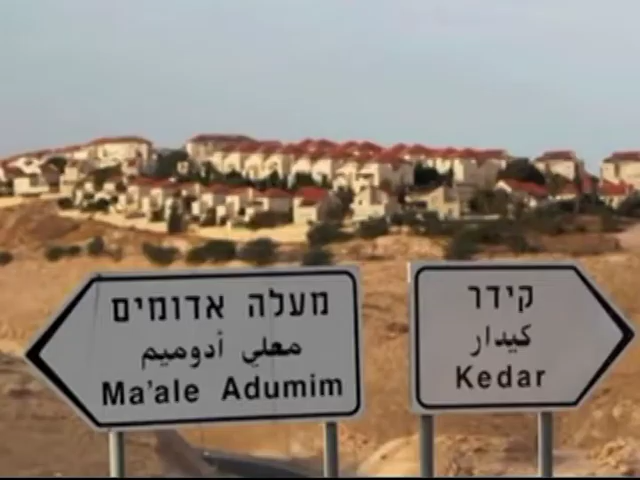 מעלה אדומים
معلي أدوميم
Ma'ale Adumim
קידר
كيدار
Kedar